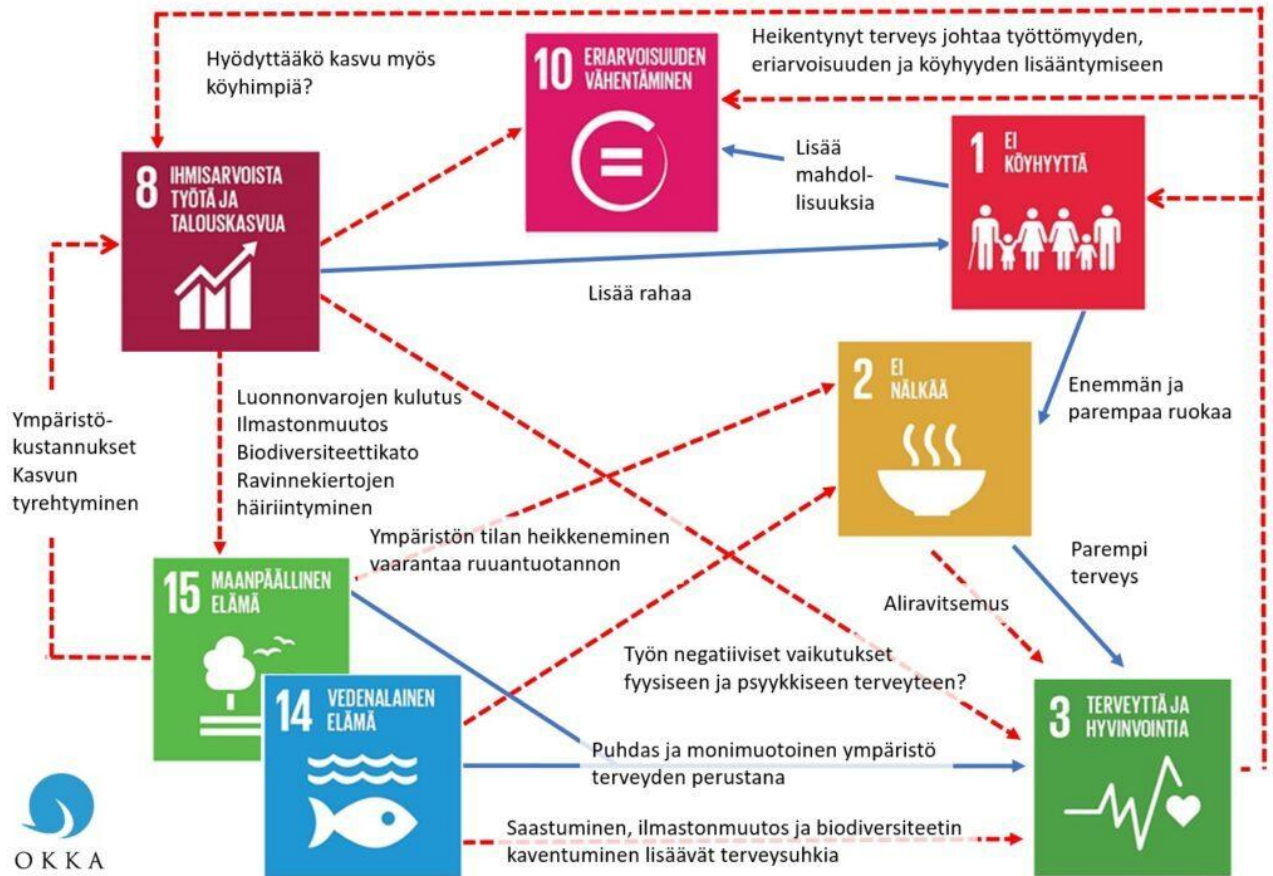 Hyödyttääkö kasvu myös
köyhimpiä?
10 ERIARVOISUUDEN
VÄHENTÄMINEN
Heikentynyt terveys johtaa työttömyyden,
eriarvoisuuden ja köyhyyden lisääntymiseen
8 IHMISARVOISTA
TYÖTÄ JA
TALOUSKASVUA
Lisää
mahdol-
lisuuksia
1 EI
KÖYHYYTTÄ
Lisää rahaa
2 EI
NÄLKÄÄ
Enemmän ja
parempaa ruokaa
Ympäristö-
kustannukset
Kasvun
tyrehtyminen
Luonnonvarojen kulutus
Ilmastonmuutos
Biodiversiteettikato
Ravinnekiertojen
häiriintyminen
Ympäristön tilan heikkeneminen
vaarantaa ruuantuotannon
Parempi
terveys
Aliravitsemus
15 MAANPÄÄLLINEN
ELÄMÄ
Työn negatiiviset vaikutukset
fyysiseen ja psyykkiseen terveyteen?
14 VEDENALAINEN
ELÄMÄ
3 TERVEYTTÄ JA
HYVINVOINTIA
Puhdas ja monimuotoinen ympäristö
terveyden perustana
Saastuminen, ilmastonmuutos ja biodiversiteetin
kaventuminen lisäävät terveysuhkia
OKKA